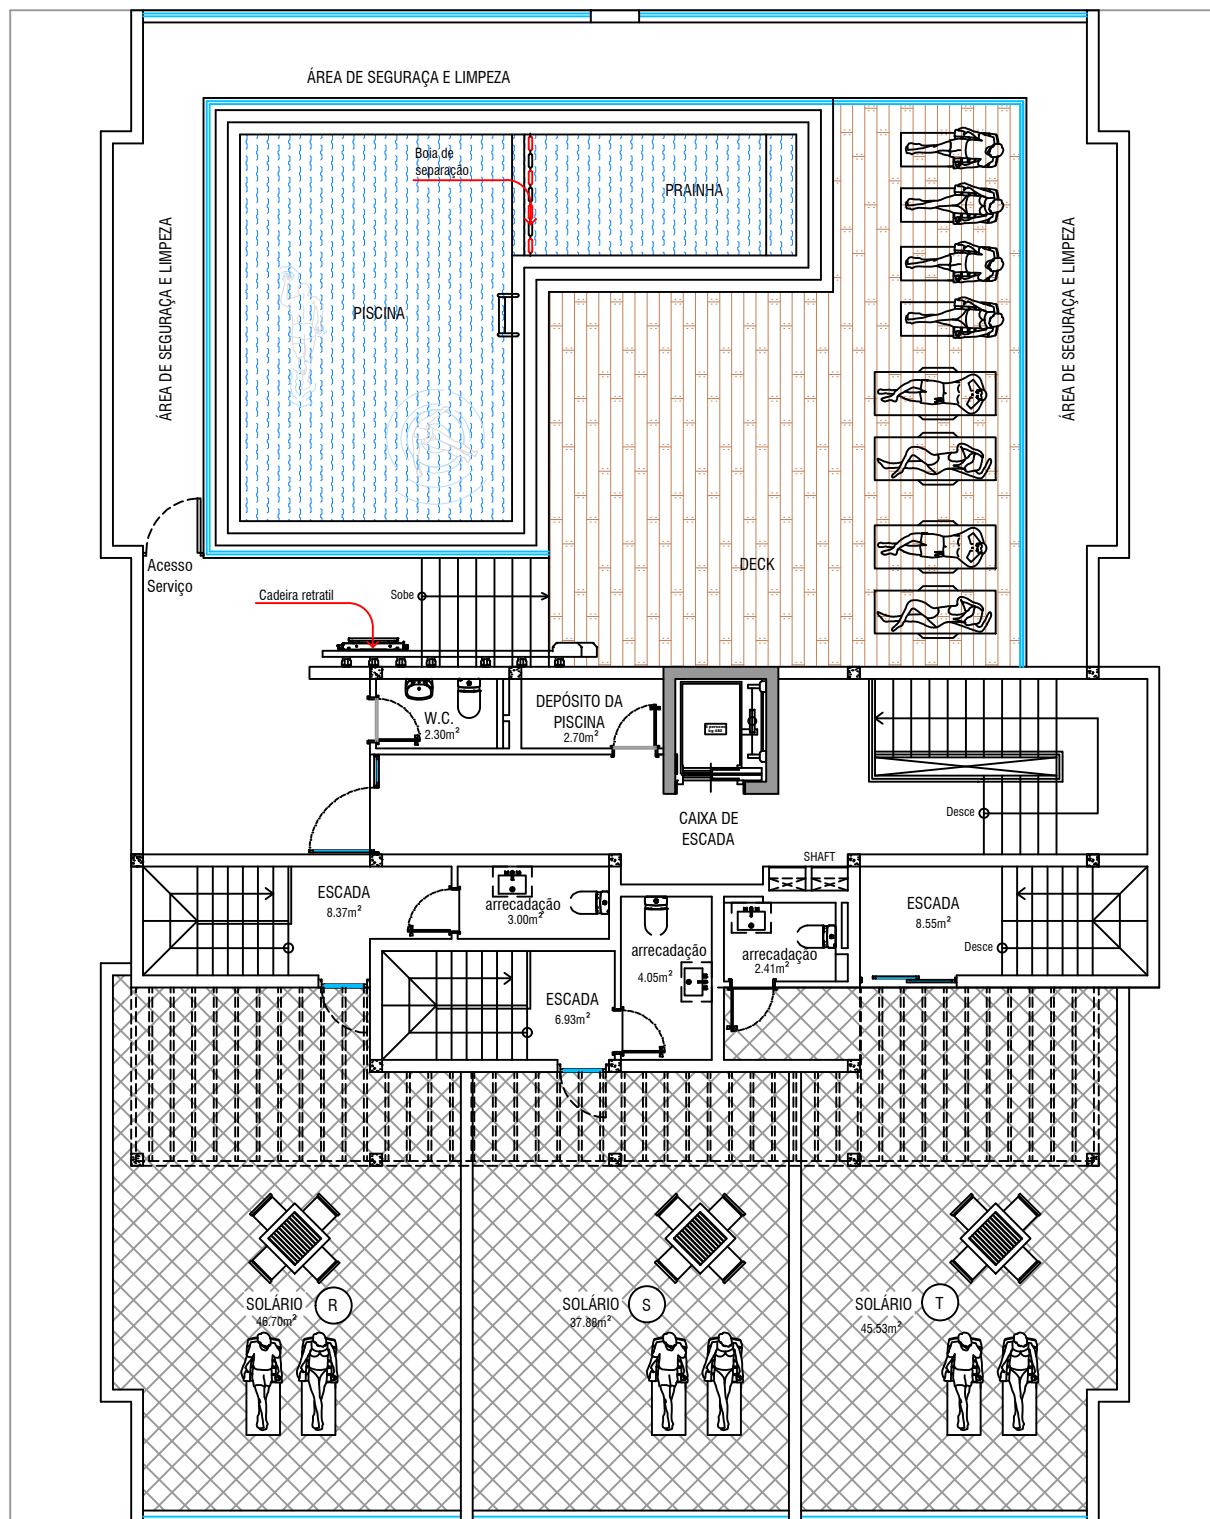 ÁREA DE SEGURAÇA E LIMPEZA
Boia de
separação
PRAINHA
ÁREA DE SEGURAÇA E LIMPEZA
ÁREA DE SEGURAÇA E LIMPEZA
PISCINA
DECK
Acesso
Serviço
Cadeira retratil
Sobe
W.C.
2.30m²
DEPÓSITO DA
PISCINA
2.70m²
CAIXA DE
ESCADA
Desce
SHAFT
ESCADA
8.37m²
arrecadação
3.00m²
arrecadação
4.05m²
arrecadação
2.41m²
ESCADA
8.55m²
Desce
ESCADA
6.93m²
SOLÁRIO
46.70m²
R
SOLÁRIO
37.88m²
S
SOLÁRIO
45.53m²
T